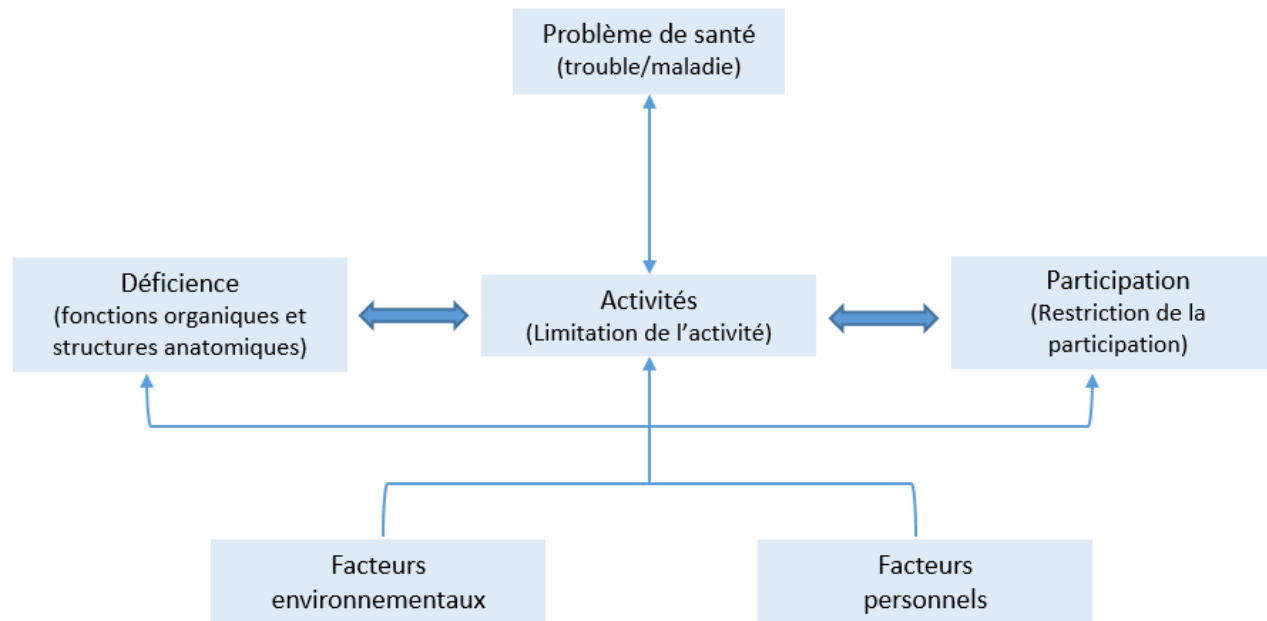 Problème de santé
(trouble/maladie)
Déficience
(fonctions organiques et
structures anatomiques)
Activités
(Limitation de l’activité)
Participation
(Restriction de la
participation)
Facteurs
environnementaux
Facteurs
personnels